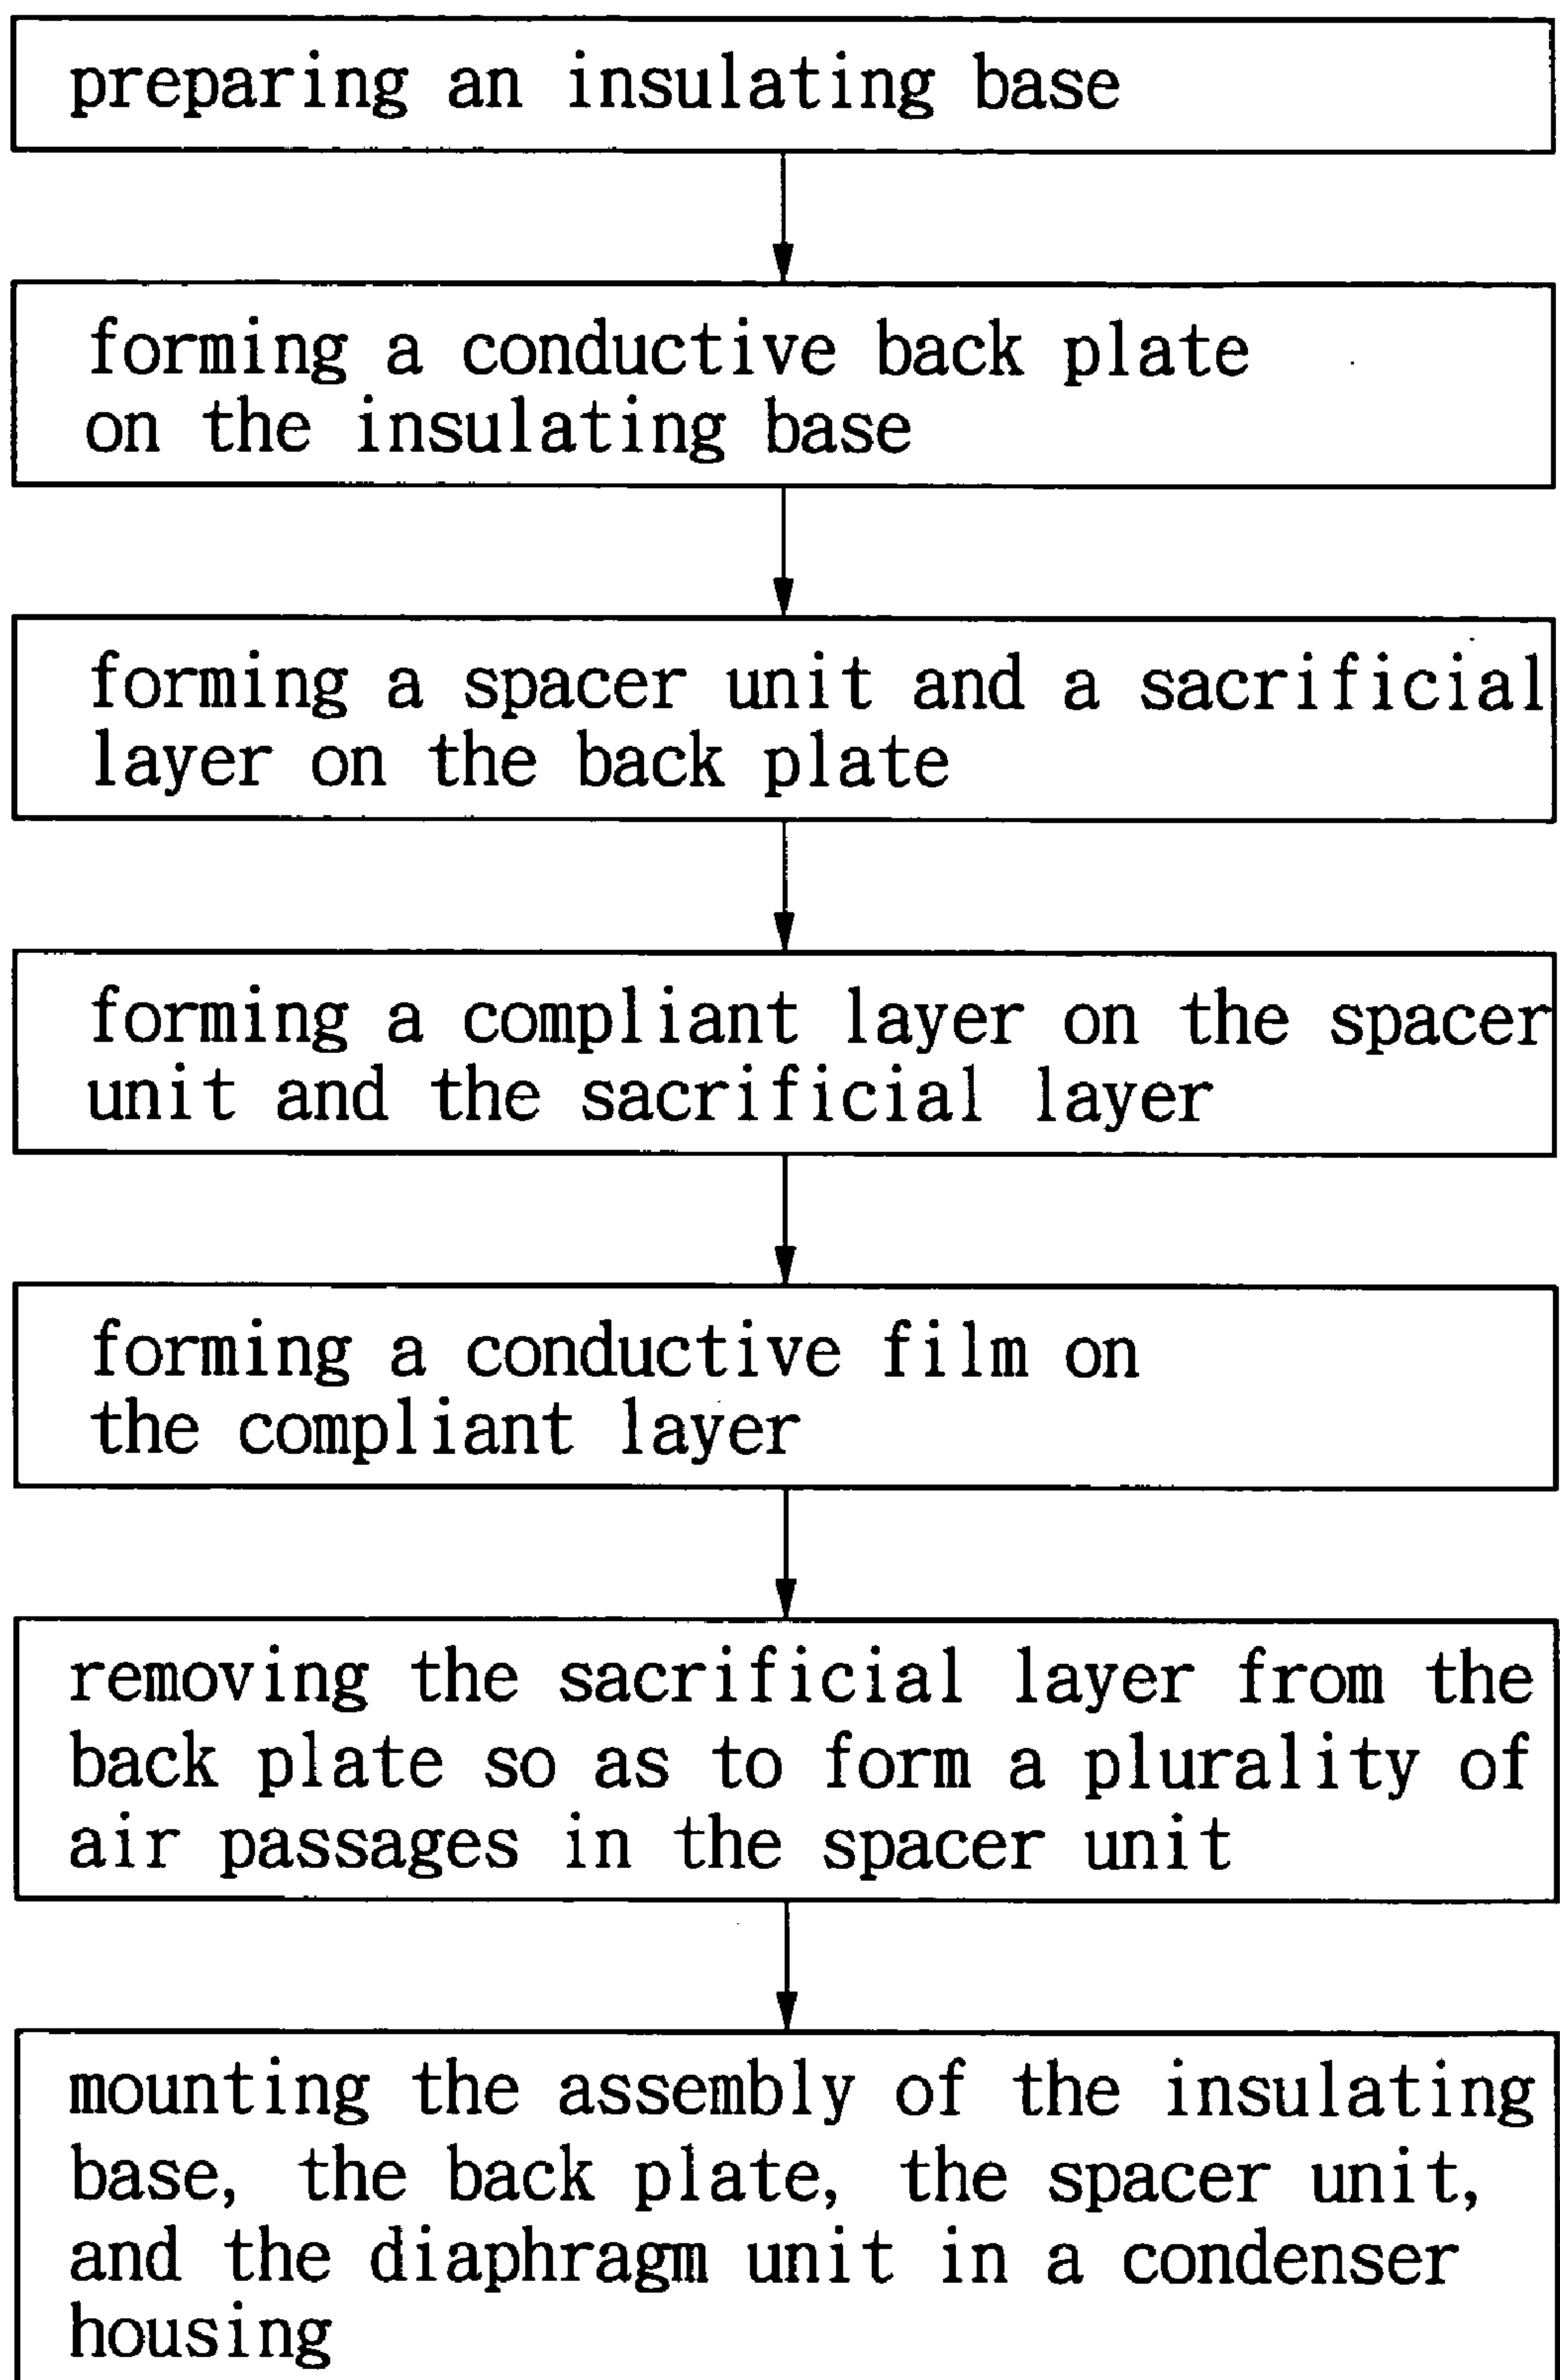 preparing an insulating base
forming a conductive back plate
on the insulating base
forming a spacer unit and a sacrificial
layer on the back plate
forming a compliant layer on the spacer
unit and the sacrificial layer
forming a conductive film on
the compliant layer
removing the sacrificial layer from the
back plate so as to form a plurality of
air passages in the spacer unit
mounting the assembly of the insulating
base, the back plate, the spacer unit,
and the diaphragm unit in a condenser
housing